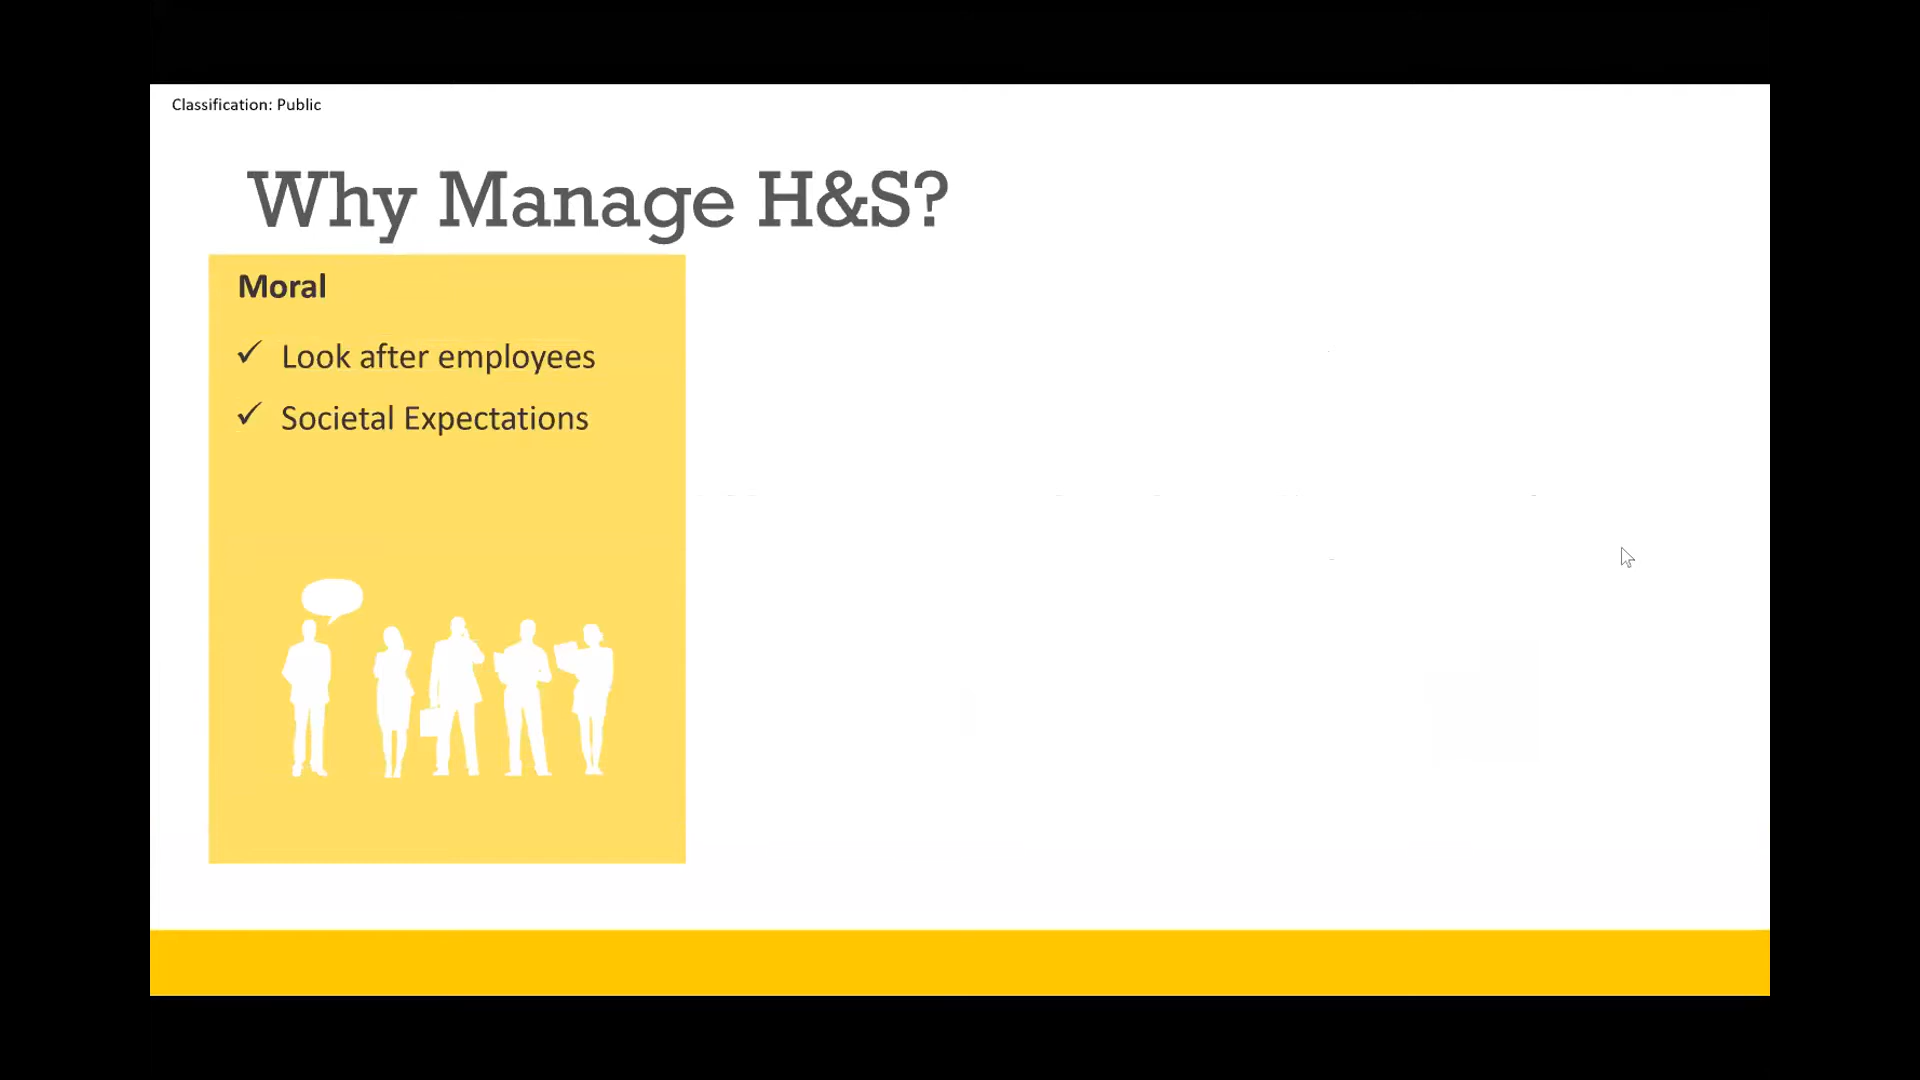 Classification: Public
Why Manage H&S?
Moral
Look after employees
Societal Expectations